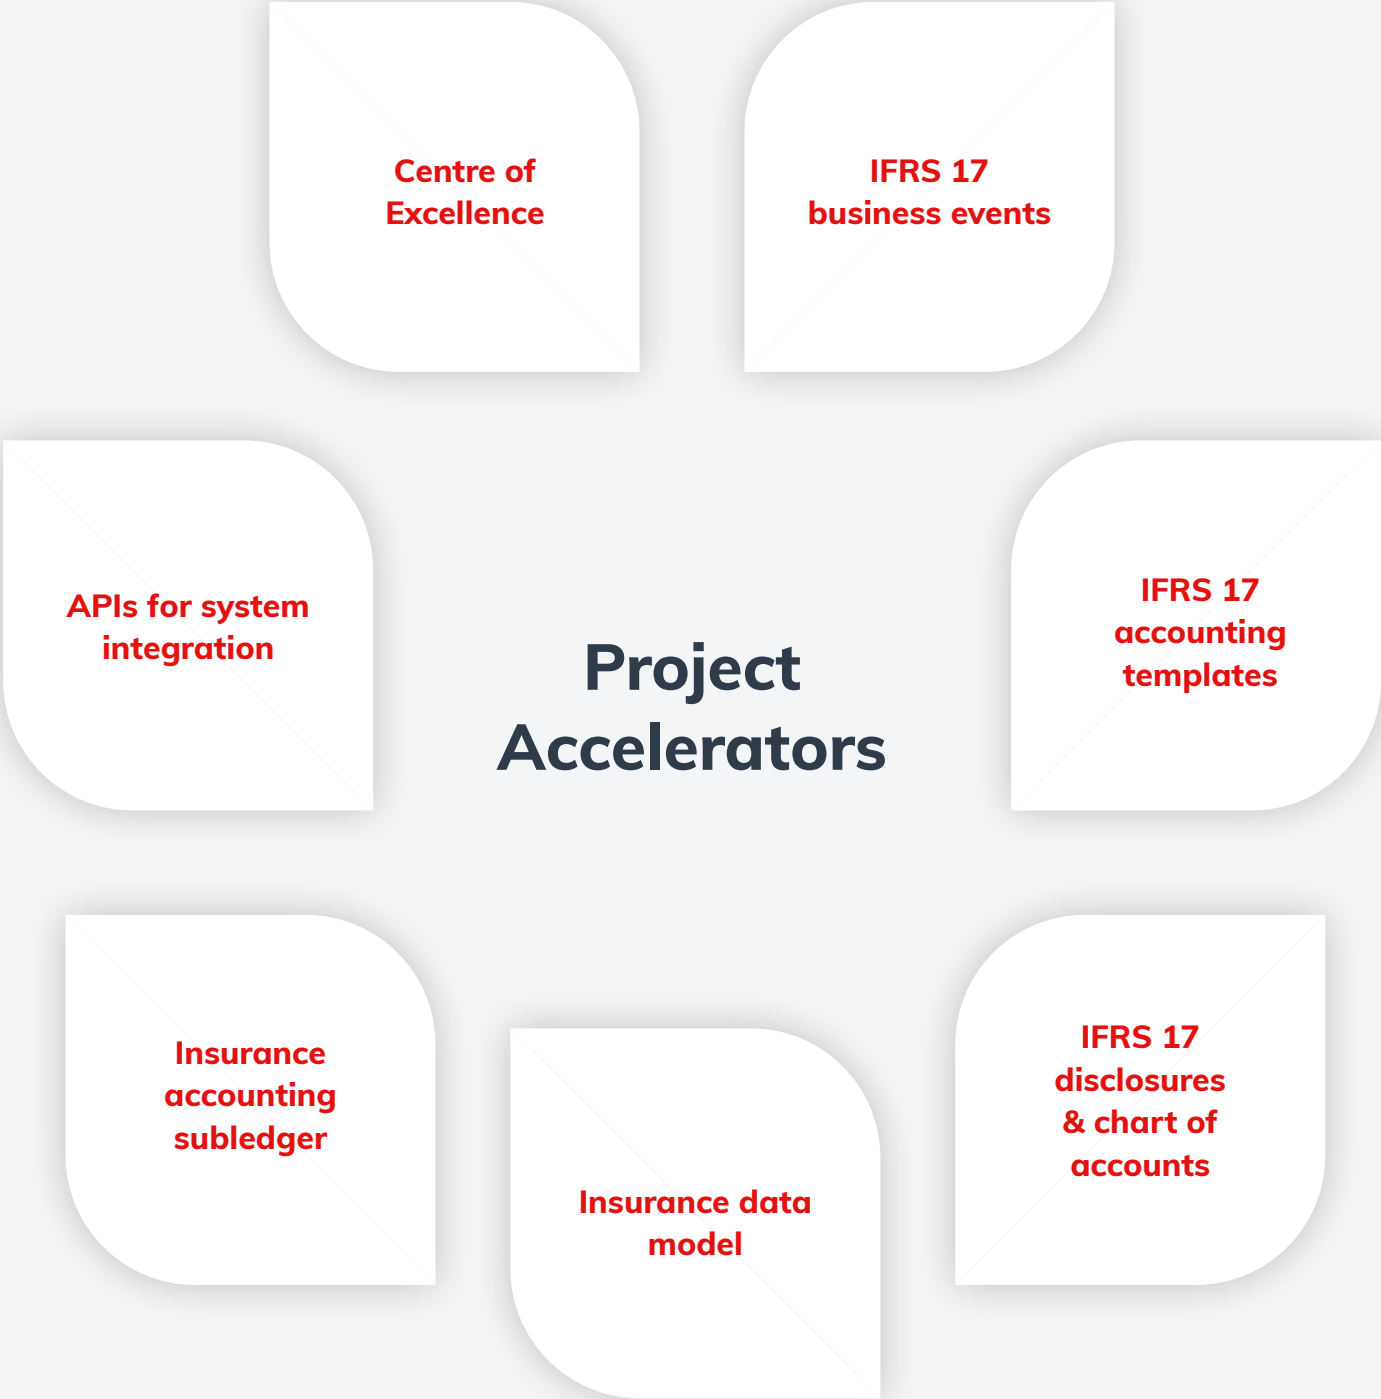 Centre of
Excellence
IFRS 17
business events
APIs for system
integration
Project
Accelerators
IFRS 17
accounting
templates
Insurance
accounting
subledger
Insurance data
model
IFRS 17
disclosures
& chart of
accounts